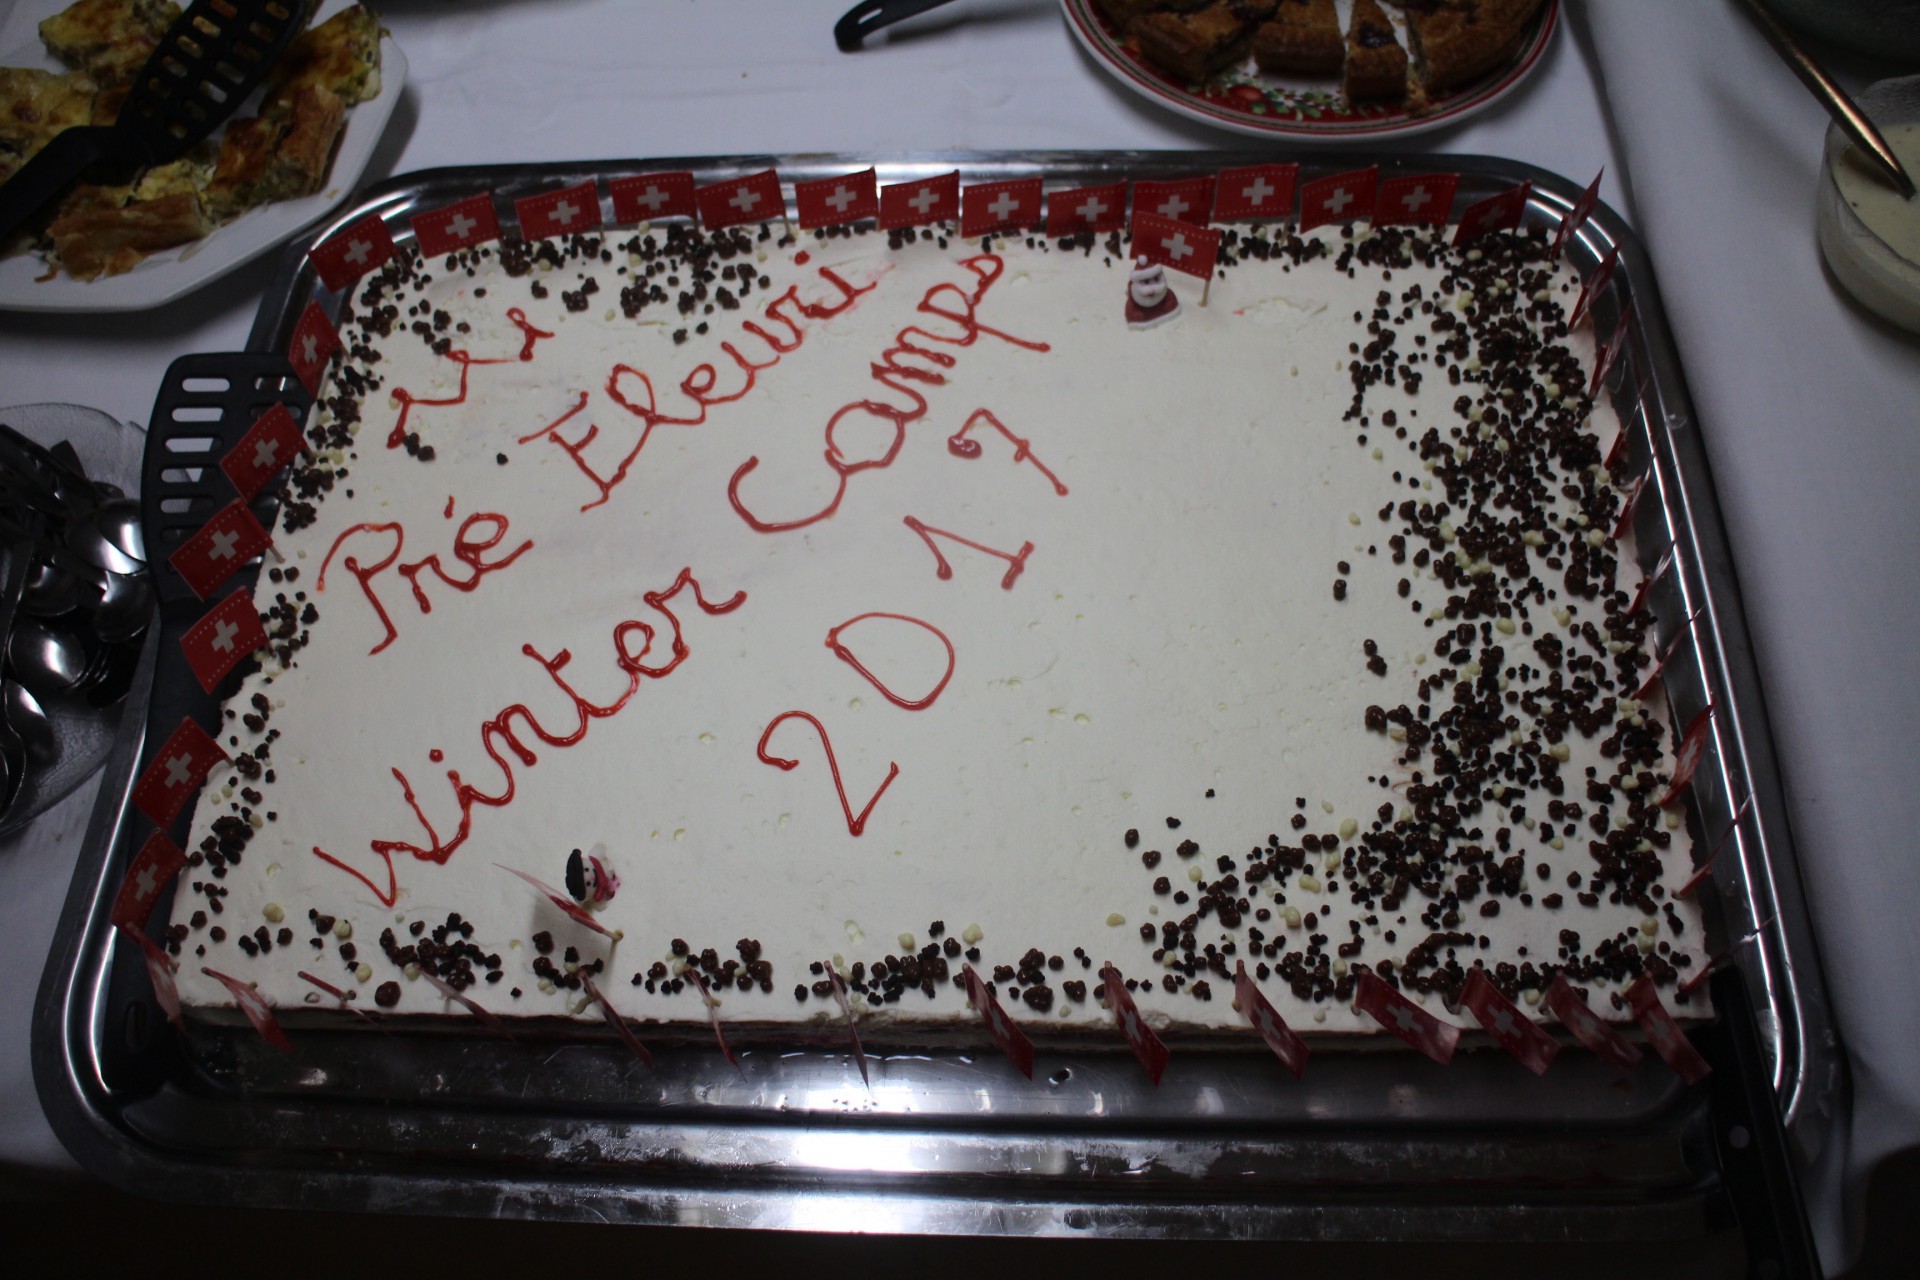 Pré Fleuri
Winter Camp
2017